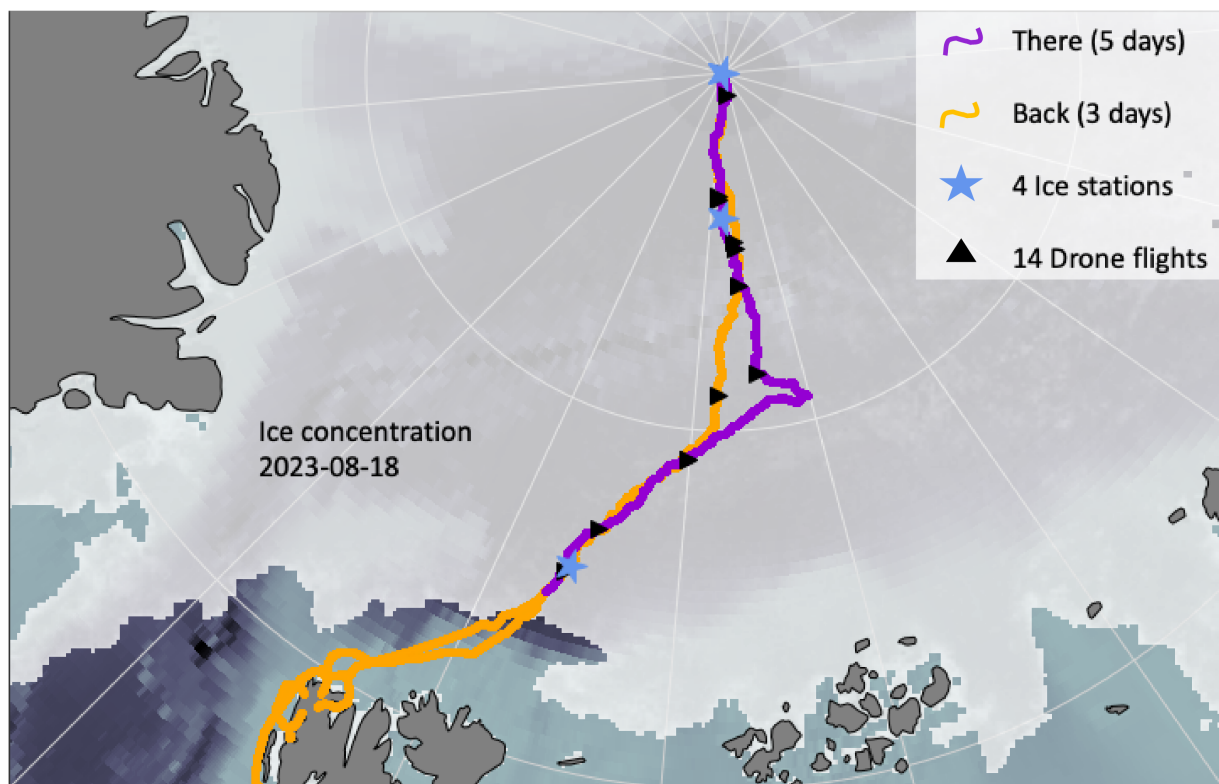 There (5 days)
Back (3 days)
4 Ice stations
14 Drone flights
Ice concentration
2023-08-18